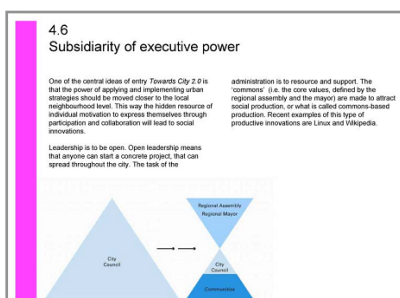 4.6
Subsidiarity of executive power
One of the central ideas of entry Towards City 2.0 is
that the power of applying and implementing urban
strategies should be moved closer to the local
neighbourhood level. This way the hidden resource of
individual motivation to express themselves through
participation and collaboration will lead to social
innovations.
Leadership is to be open. Open leadership means
that anyone can start a concrete project, that can
spread throughout the city. The task of the
administration is to resource and support. The
'commons' (i.e. the core values, defined by the
regional assembly and the mayor) are made to attract
social production, or what is called commons-based
production. Recent examples of this type of
productive innovations are Linux and Wikipedia.
Regional Assembly
Regional Mayor
City
Council
City
Council
Communities